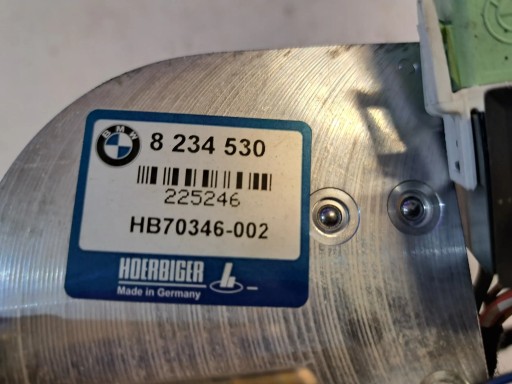 BMW
8 234 530
225246
HB70346-002
HOERBIGER
Made in Germany